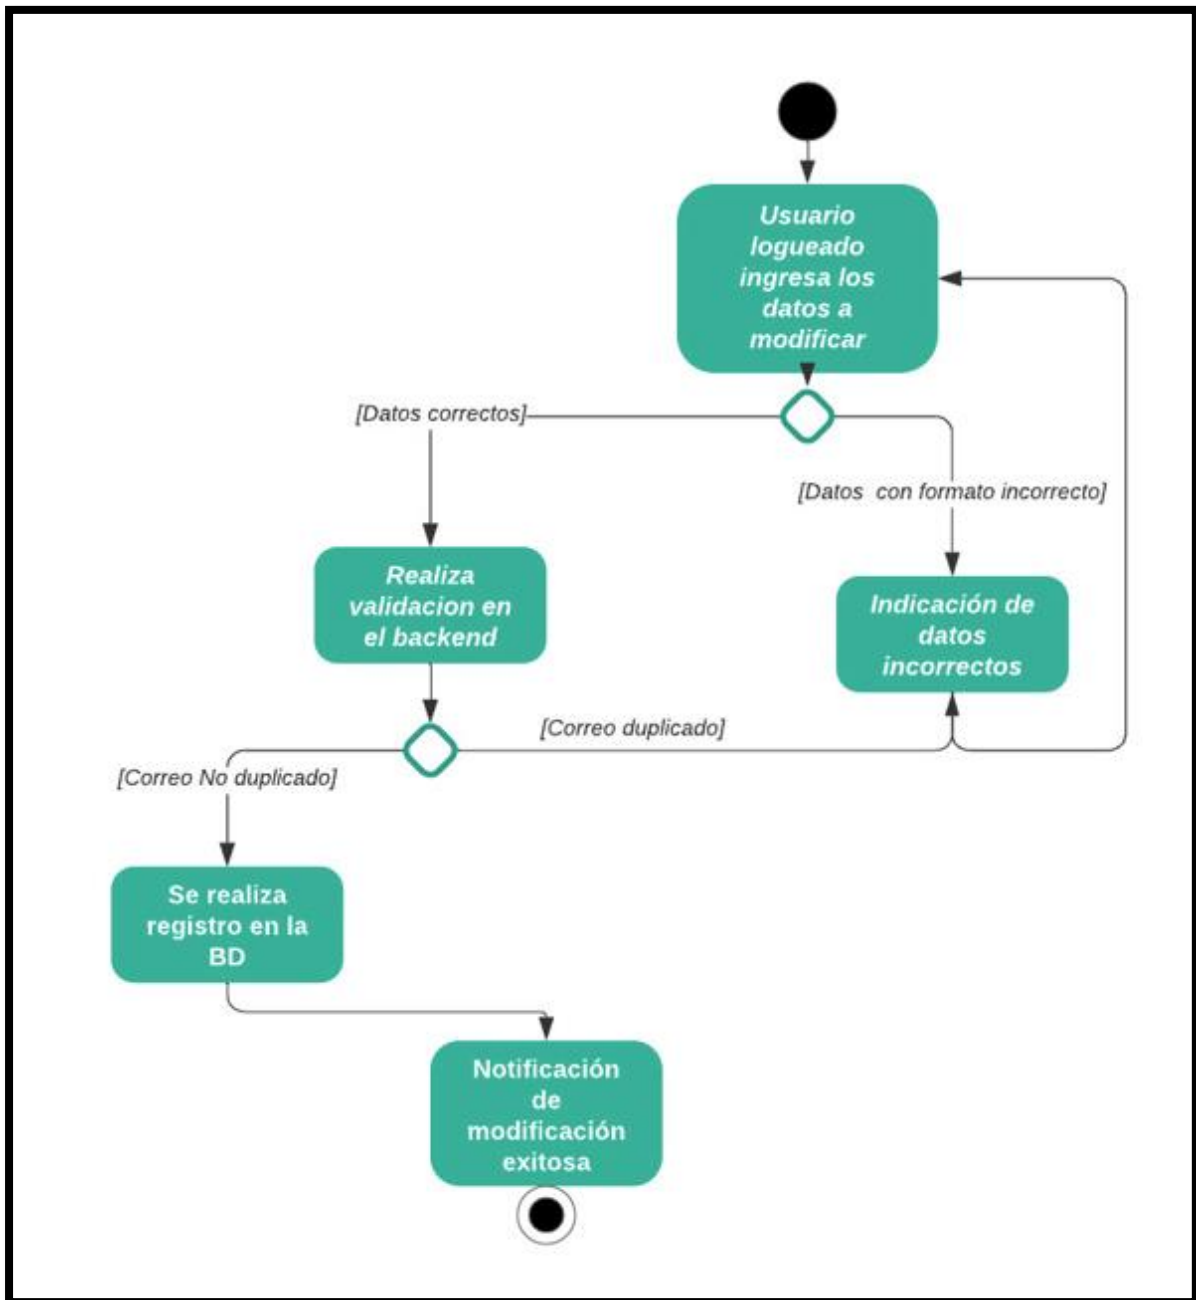 Usuario
logueado
ingresa los
datos a
modificar
[Datos correctos]
[Datos  con formato incorrecto]
Realiza
validacion en
el backend
Indicación de
datos
incorrectos
[Correo duplicado]
[Correo No duplicado]
Se realiza
registro en la
BD
Notificación
de
modificación
exitosa